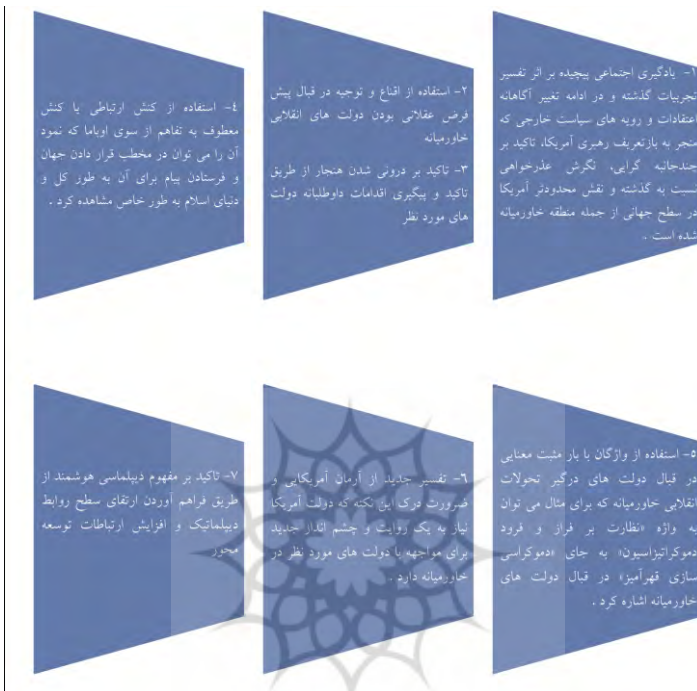 ۱- یادگیری اجتماعی پیچیده بر اثر تفسیر
تجربیات گذشته و در ادامه تغییر آگاهانه
اعتقادات و رویه های سیاست خارجی که
منجر به بازتعریف رهبری آمریکا، تاکید بر
چندجانبه گرایی، نگرش عذرخواهی
نسبت به گذشته و نقش محدودتر آمریکا
در سطح جهانی از جمله منطقه خاورمیانه
شده است .
۲- استفاده از اقناع و توجیه در قبال پیش
فرض عقلانی بودن دولت های انقلابی
خاورمیانه
۳- تاکید بر درونی شدن هنجار از طریق
تاکید و پیگیری اقدامات داوطلبانه دولت
های مورد نظر
٤- استفاده از کنش ارتباطی یا کنش
معطوف به تفاهم از سوی اوباما که نمود
آن را می توان در مخطب قرار دادن جهان
و فرستادن پیام برای آن به طور کل و
دنیای اسلام به طور خاص مشاهده کرد .
٥- استفاده از واژگان با بار مثبت معنایی
در قبال دولت های درگیر تحولات
انقلابی خاورمیانه که برای مثال می توان
به واژه «نظارت بر فراز و فرود
دموکراتیزاسیون» به جای «دموکراسی
سازی قهرآمیز» در قبال دولت های
خاورمیانه اشاره کرد .
٦- تفسیر جدید از آرمان آمریکایی و
ضرورت درک این نکته که دولت آمریکا
نیاز به یک روایت و چشم انداز جدید
برای مواجهه با دولت های مورد نظر در
خاورمیانه دارد .
۷- تاکید بر مفهوم دیپلماسی هوشمند از
طریق فراهم آوردن ارتقای سطح روابط
دیپلماتیک و افزایش ارتباطات توسعه
محور